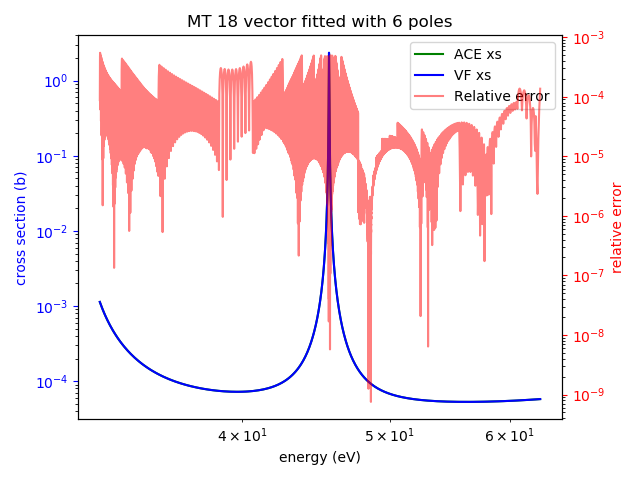 MT 18 vector fitted with 6 poles
ACE xs
VF xs
Relative error
cross section (b)
10⁰
10⁻¹
10⁻²
10⁻³
10⁻⁴
10⁻³
10⁻⁴
10⁻⁵
10⁻⁶
10⁻⁷
10⁻⁸
10⁻⁹
relative error
4 × 10¹
5 × 10¹
6 × 10¹
energy (eV)